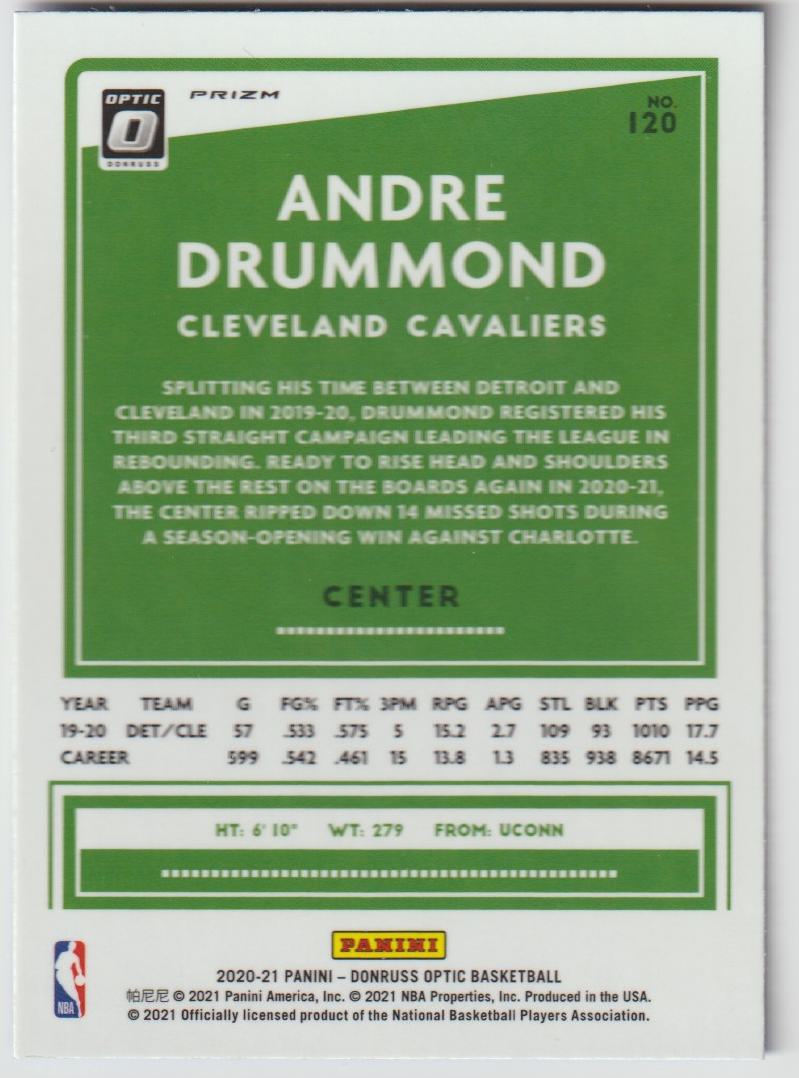 OPTIC
O
DONRUSS
PRIZM
NO.
120
ANDRE
DRUMMOND
CLEVELAND CAVALIERS
SPLITTING HIS TIME BETWEEN DETROIT AND
CLEVELAND IN 2019-20, DRUMMOND REGISTERED HIS
THIRD STRAIGHT CAMPAIGN LEADING THE LEAGUE IN
REBOUNDING. READY TO RISE HEAD AND SHOULDERS
ABOVE THE REST ON THE BOARDS AGAIN IN 2020-21,
THE CENTER RIPPED DOWN 14 MISSED SHOTS DURING
A SEASON-OPENING WIN AGAINST CHARLOTTE.
CENTER
YEAR TEAM G FG% FT% 3PM RPG APG STL BLK PTS PPG
19-20 DET/CLE 57 .533 .575 5 15.2 2.7 109 93 1010 17.7
CAREER 599 .542 .461 15 13.8 1.3 835 938 8671 14.5
HT: 6' 10" WT: 279 FROM: UCONN
PANINI
2020-21 PANINI – DONRUSS OPTIC BASKETBALL
帕尼尼 © 2021 Panini America, Inc. © 2021 NBA Properties, Inc. Produced in the USA.
© 2021 Officially licensed product of the National Basketball Players Association.
NBA